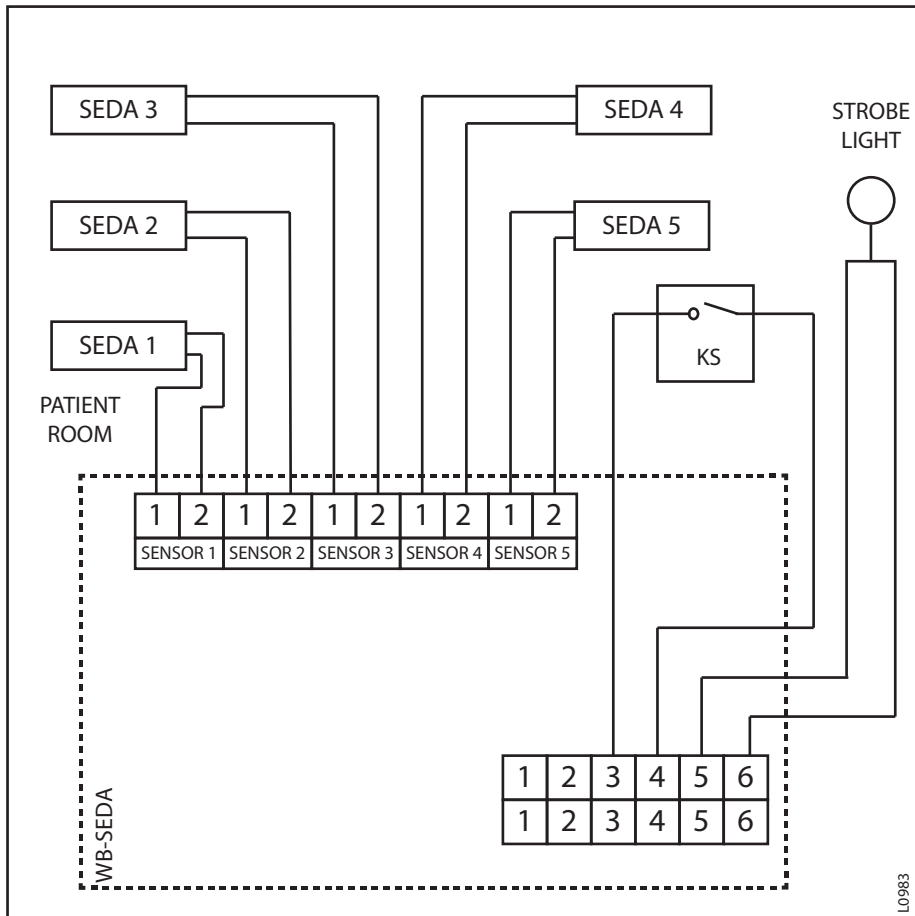 SEDA 3
SEDA 4
STROBE
LIGHT
SEDA 2
SEDA 5
SEDA 1
KS
PATIENT
ROOM
1 2 1 2 1 2 1 2 1 2
SENSOR 1 SENSOR 2 SENSOR 3 SENSOR 4 SENSOR 5
1 2 3 4 5 6
1 2 3 4 5 6
WB-SEDA
L0983